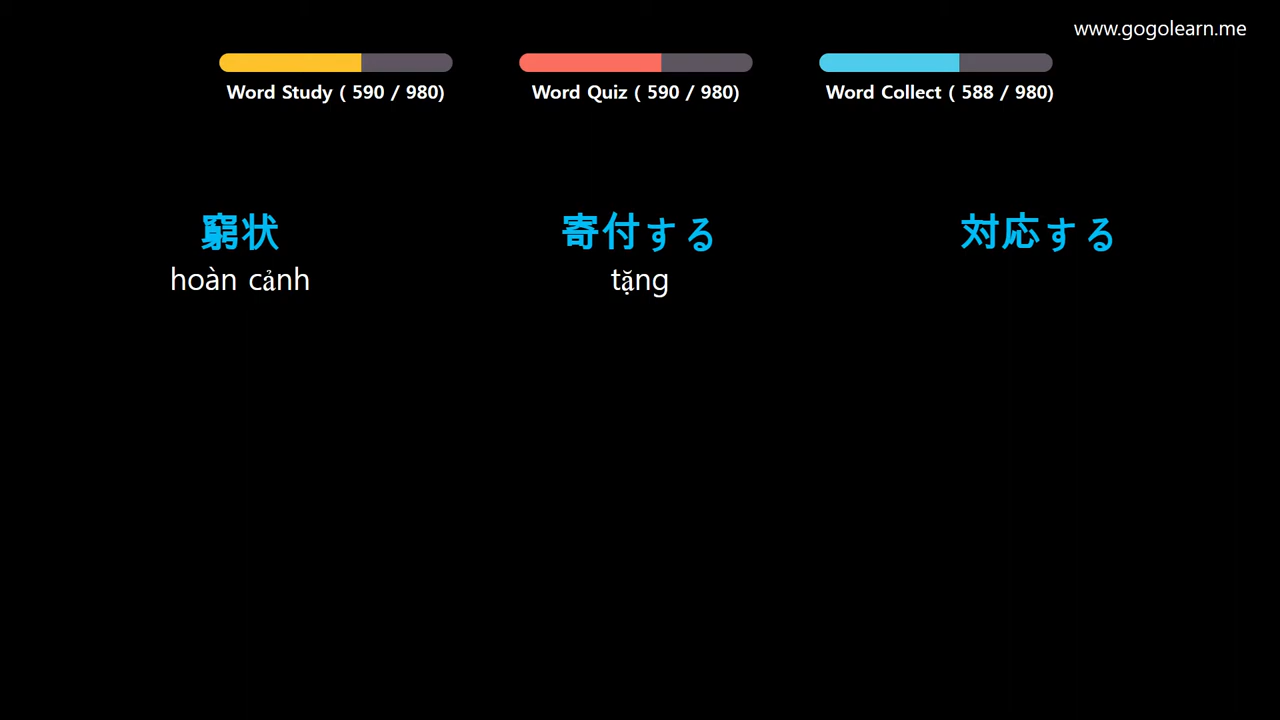 www.gogolearn.me
Word Study ( 590 / 980)
Word Quiz ( 590 / 980)
Word Collect ( 588 / 980)
窮状
寄付する
対応する
hoàn cảnh
tặng